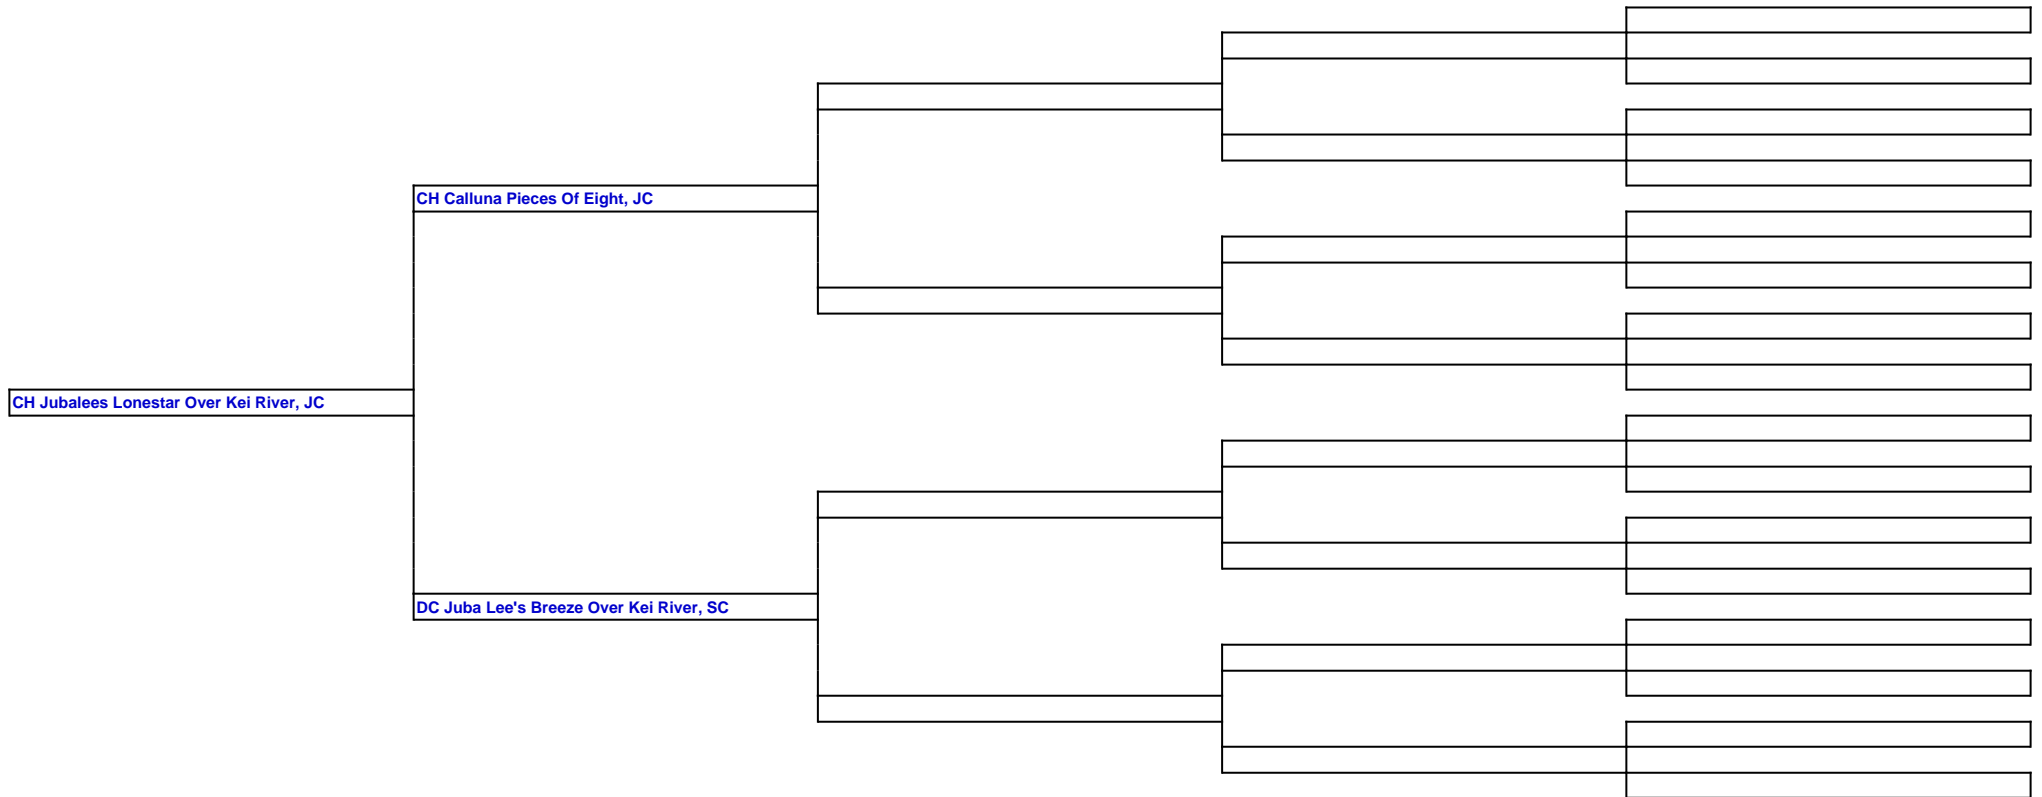 CH Calluna Pieces Of Eight, JC
CH Jubalees Lonestar Over Kei River, JC
DC Juba Lee's Breeze Over Kei River, SC